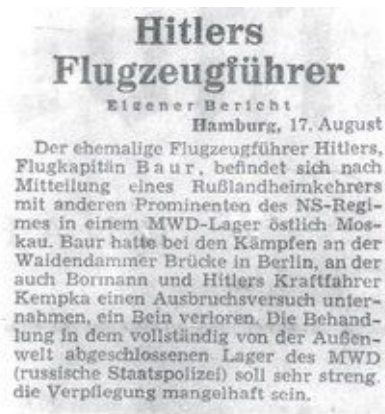 Hitlers
Flugzeugführer
Eigener Bericht
Hamburg, 17. August
Der ehemalige Flugzeugführer Hitlers,
Flugkapitän Baur, befindet sich nach
Mitteilung eines Rußlandheimkehrers
mit anderen Prominenten des NS-Regi-
mes in einem MWD-Lager östlich Mos-
kau. Baur hatte bei den Kämpfen an der
Waidendammer Brücke in Berlin, an der
auch Bormann und Hitlers Kraftfahrer
Kempka einen Ausbruchsversuch unter-
nahmen, ein Bein verloren. Die Behand-
lung in dem vollständig von der Außen-
welt abgeschlossenen Lager des MWD
(russische Staatspolizei) soll sehr streng,
die Verpflegung mangelhaft sein.